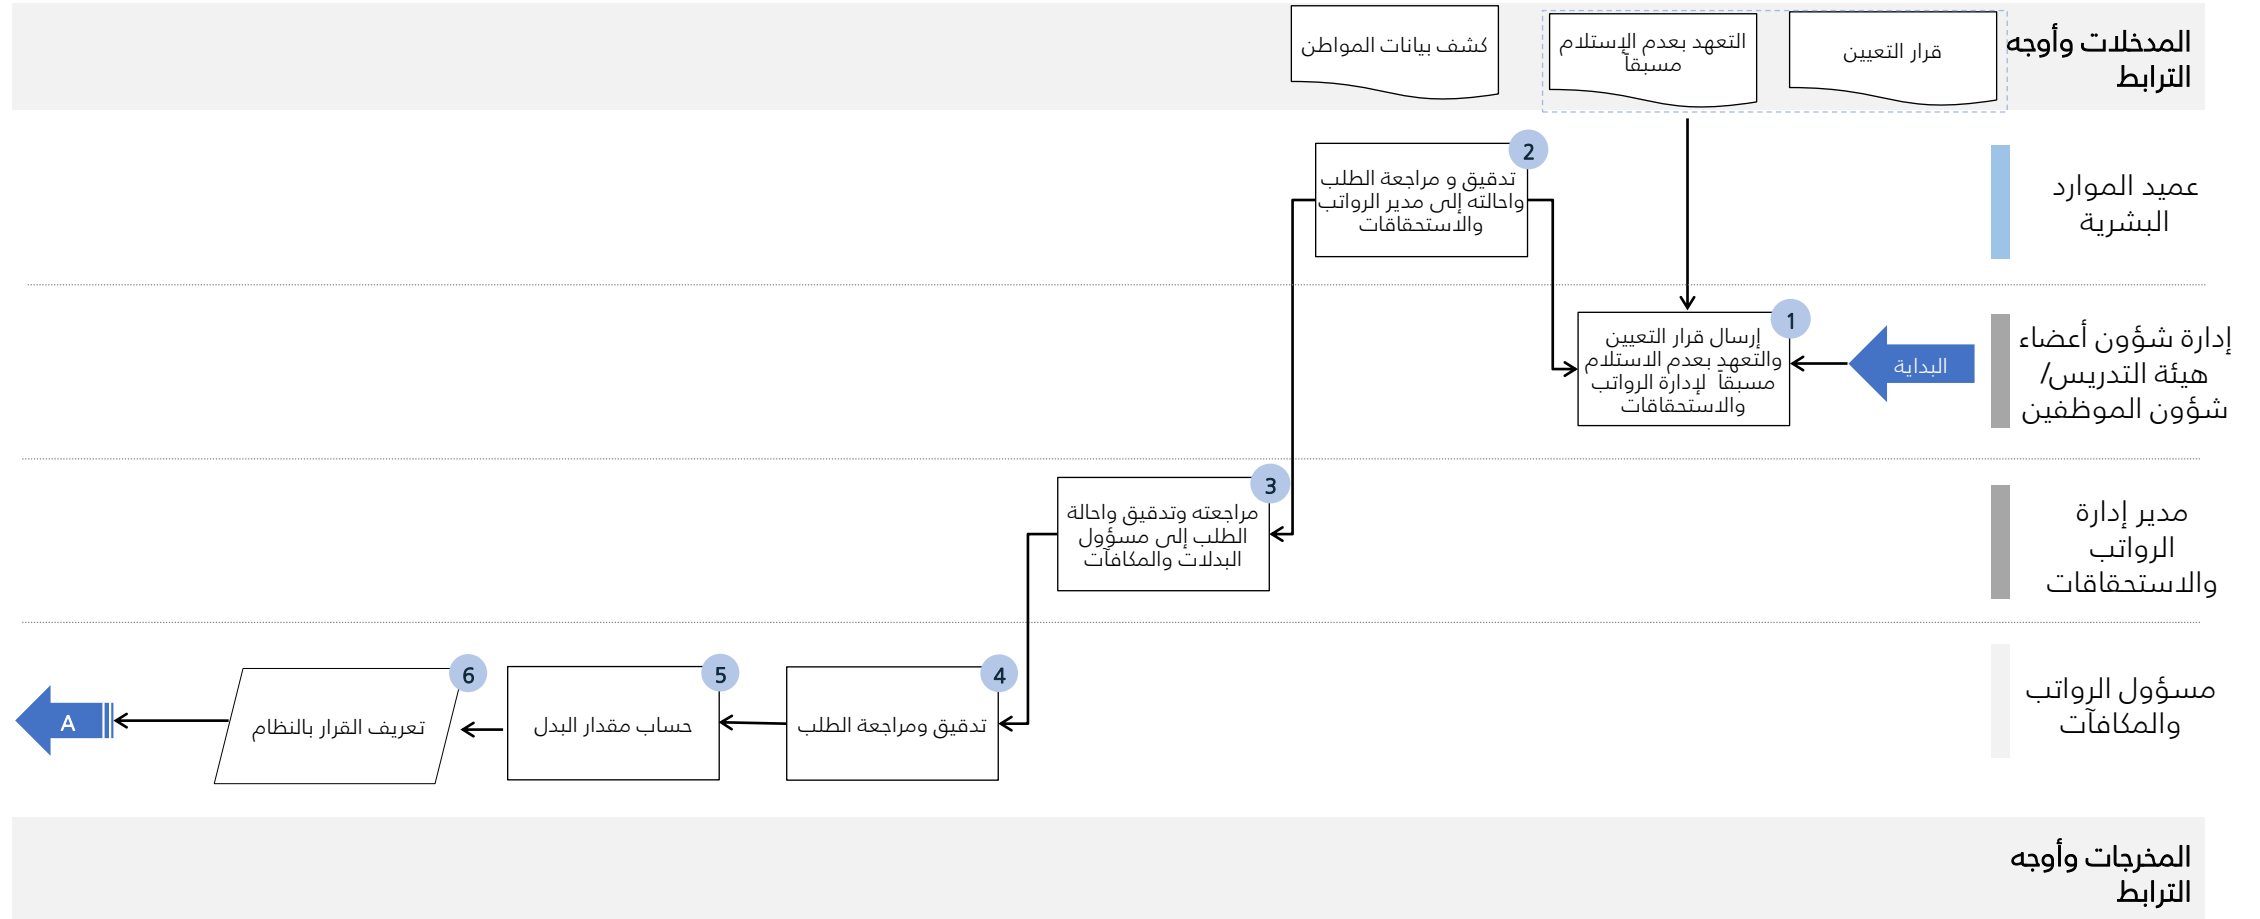 المدخلات وأوجه
الترابط
قرار التعيين
التعهد بعدم الإستلام
مسبقاً
كشف بيانات المواطن
عميد الموارد
البشرية
2
تدقيق و مراجعة الطلب
واحالته إلى مدير الرواتب
والاستحقاقات
إدارة شؤون أعضاء
هيئة التدريس/
شؤون الموظفين
البداية
1
إرسال قرار التعيين
والتعهد بعدم الاستلام
مسبقاً لإدارة الرواتب
والاستحقاقات
مدير إدارة
الرواتب
والاستحقاقات
3
مراجعته وتدقيق واحالة
الطلب إلى مسؤول
البدلات والمكافآت
مسؤول الرواتب
والمكافآت
4
تدقيق ومراجعة الطلب
5
حساب مقدار البدل
6
تعريف القرار بالنظام
A
المخرجات وأوجه
الترابط